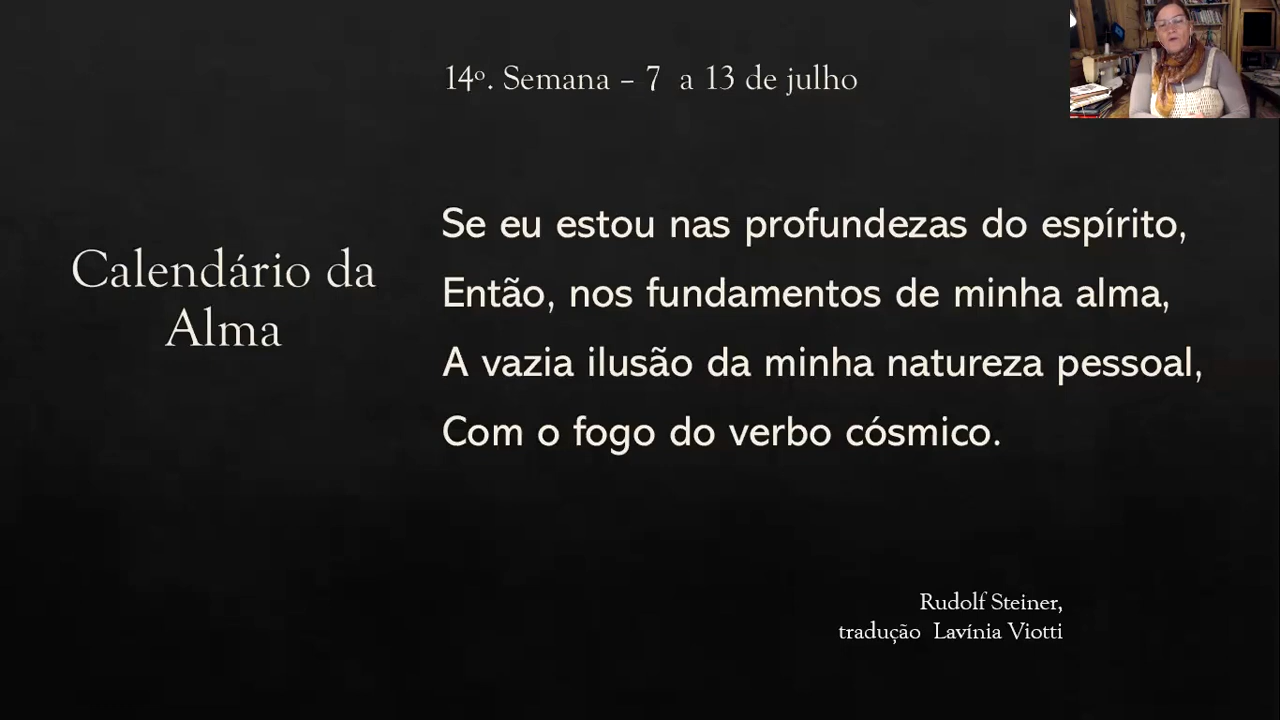 14º. Semana – 7 a 13 de julho
Calendário da
Alma
Se eu estou nas profundezas do espírito,
Então, nos fundamentos de minha alma,
A vazia ilusão da minha natureza pessoal,
Com o fogo do verbo cósmico.
Rudolf Steiner,
tradução Lavínia Viotti